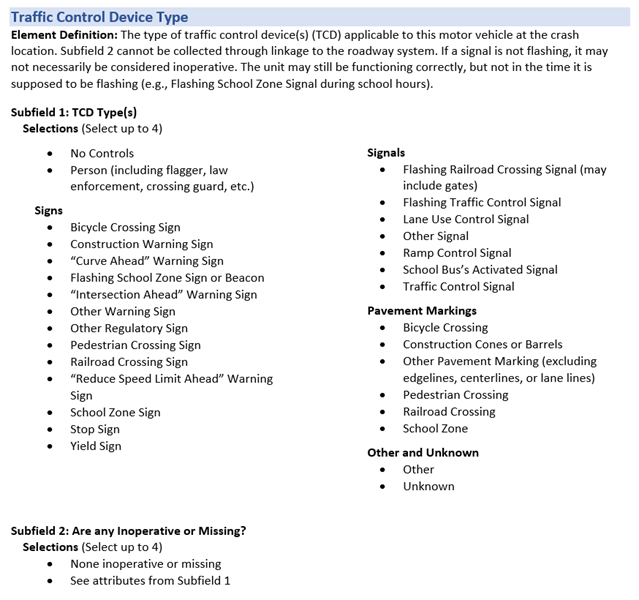 Traffic Control Device Type
Element Definition: The type of traffic control device(s) (TCD) applicable to this motor vehicle at the crash
location. Subfield 2 cannot be collected through linkage to the roadway system. If a signal is not flashing, it may
not necessarily be considered inoperative. The unit may still be functioning correctly, but not in the time it is
supposed to be flashing (e.g., Flashing School Zone Signal during school hours).
Subfield 1: TCD Type(s)
Selections (Select up to 4)
• No Controls
• Person (including flagger, law
enforcement, crossing guard, etc.)
Signs
• Bicycle Crossing Sign
• Construction Warning Sign
• “Curve Ahead” Warning Sign
• Flashing School Zone Sign or Beacon
• “Intersection Ahead” Warning Sign
• Other Warning Sign
• Other Regulatory Sign
• Pedestrian Crossing Sign
• Railroad Crossing Sign
• “Reduce Speed Limit Ahead” Warning
Sign
• School Zone Sign
• Stop Sign
• Yield Sign
Signals
• Flashing Railroad Crossing Signal (may
include gates)
• Flashing Traffic Control Signal
• Lane Use Control Signal
• Other Signal
• Ramp Control Signal
• School Bus’s Activated Signal
• Traffic Control Signal
Pavement Markings
• Bicycle Crossing
• Construction Cones or Barrels
• Other Pavement Marking (excluding
edgelines, centerlines, or lane lines)
• Pedestrian Crossing
• Railroad Crossing
• School Zone
Other and Unknown
• Other
• Unknown
Subfield 2: Are any Inoperative or Missing?
Selections (Select up to 4)
• None inoperative or missing
• See attributes from Subfield 1